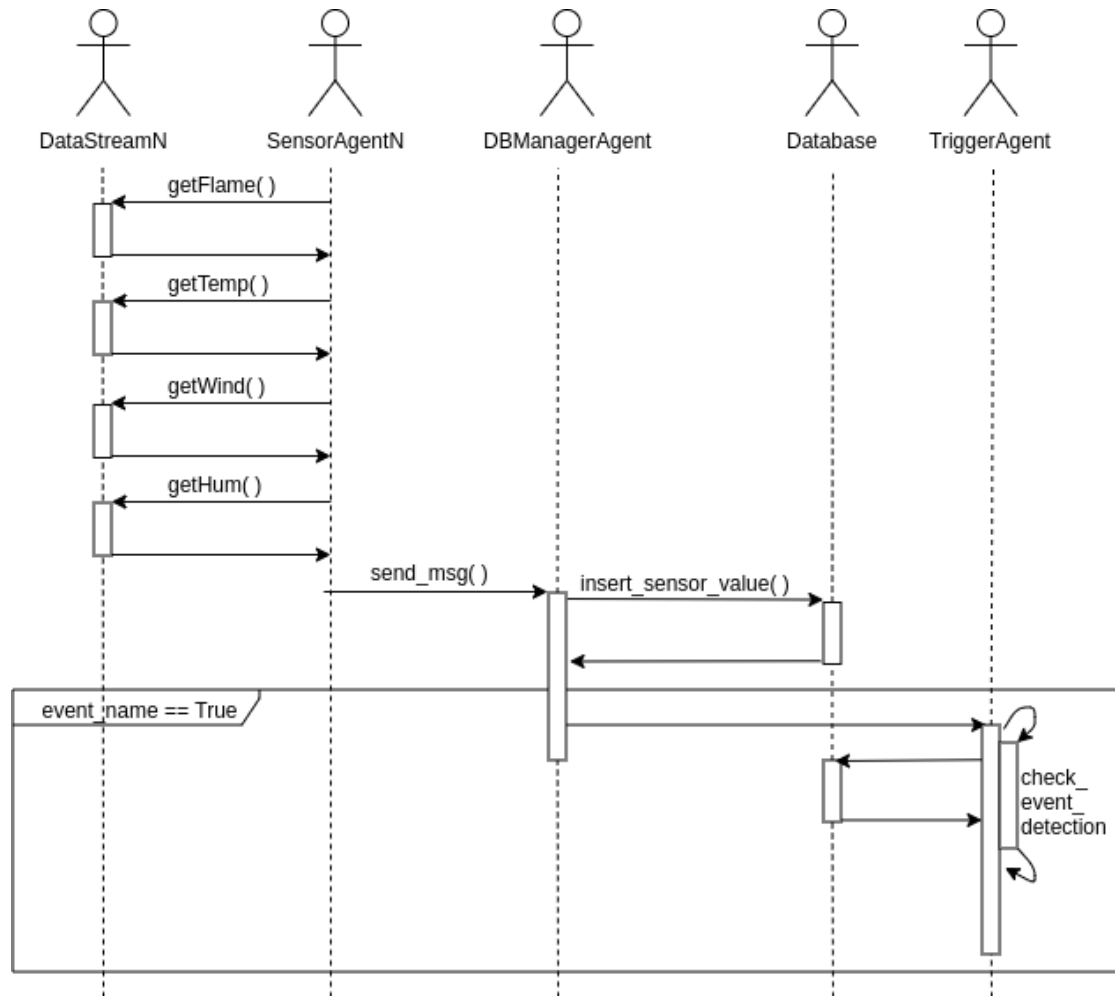 DataStreamN
SensorAgentN
DBManagerAgent
Database
TriggerAgent
getFlame( )
getTemp( )
getWind( )
getHum( )
send_msg( )
insert_sensor_value( )
event_name == True
check_
event_
detection